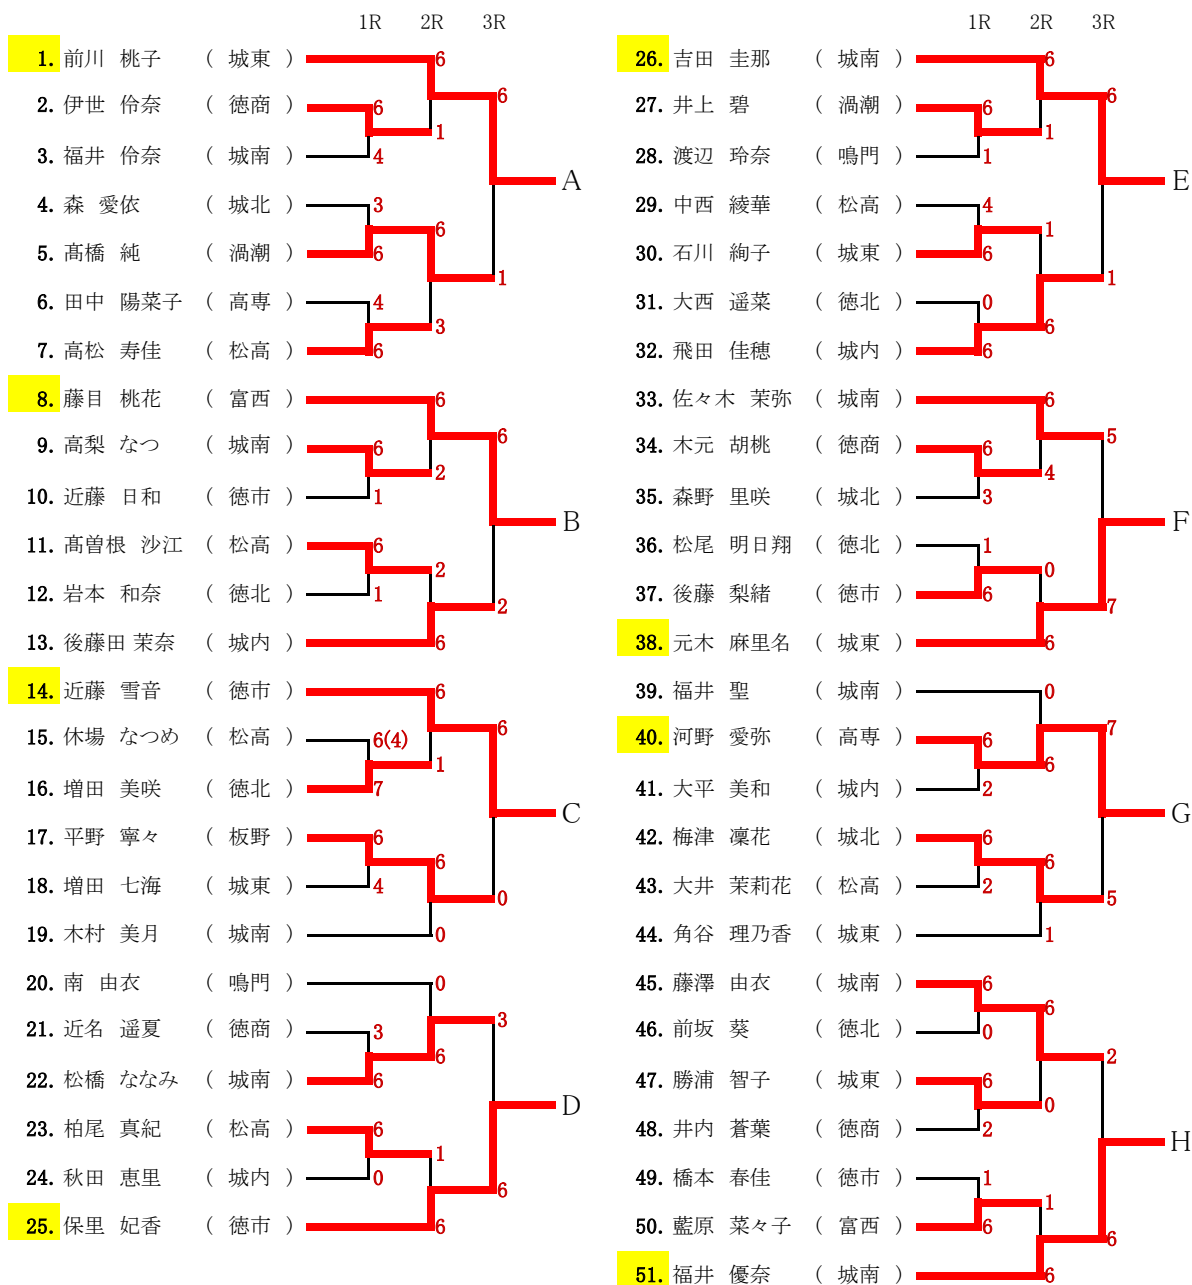 1R 2R 3R
1. 前川 桃子 ( 城東 ) 6
6
2. 伊世 伶奈 ( 徳商 ) 6
1
3. 福井 伶奈 ( 城南 ) 4
A
4. 森 愛依 ( 城北 ) 3
6
5. 髙橋 純 ( 渦潮 ) 6
1
6. 田中 陽菜子 ( 高専 ) 4
3
7. 高松 寿佳 ( 松高 ) 6
8. 藤目 桃花 ( 富西 ) 6
6
9. 高梨 なつ ( 城南 ) 6
2
10. 近藤 日和 ( 徳市 ) 1
B
11. 髙曽根 沙江 ( 松高 ) 6
2
12. 岩本 和奈 ( 徳北 ) 1
2
13. 後藤田 茉奈 ( 城内 ) 6
14. 近藤 雪音 ( 徳市 ) 6
6
15. 休場 なつめ ( 松高 ) 6(4)
1
16. 増田 美咲 ( 徳北 ) 7
C
17. 平野 寧々 ( 板野 ) 6
6
18. 増田 七海 ( 城東 ) 4
0
19. 木村 美月 ( 城南 ) 0
20. 南 由衣 ( 鳴門 ) 0
3
21. 近名 遥夏 ( 徳商 ) 3
6
22. 松橋 ななみ ( 城南 ) 6
D
23. 柏尾 真紀 ( 松高 ) 6
1
24. 秋田 恵里 ( 城内 ) 0
6
25. 保里 妃香 ( 徳市 ) 6
1R 2R 3R
26. 吉田 圭那 ( 城南 ) 6
6
27. 井上 碧 ( 渦潮 ) 6
1
28. 渡辺 玲奈 ( 鳴門 ) 1
E
29. 中西 綾華 ( 松高 ) 4
1
30. 石川 絢子 ( 城東 ) 6
1
31. 大西 遥菜 ( 徳北 ) 0
6
32. 飛田 佳穂 ( 城内 ) 6
33. 佐々木 茉弥 ( 城南 ) 6
5
34. 木元 胡桃 ( 徳商 ) 6
4
35. 森野 里咲 ( 城北 ) 3
F
36. 松尾 明日翔 ( 徳北 ) 1
0
37. 後藤 梨緒 ( 徳市 ) 6
7
38. 元木 麻里名 ( 城東 ) 6
39. 福井 聖 ( 城南 ) 0
7
40. 河野 愛弥 ( 高専 ) 6
6
41. 大平 美和 ( 城内 ) 2
G
42. 梅津 凜花 ( 城北 ) 6
6
43. 大井 茉莉花 ( 松高 ) 2
5
44. 角谷 理乃香 ( 城東 ) 1
45. 藤澤 由衣 ( 城南 ) 6
6
46. 前坂 葵 ( 徳北 ) 0
2
47. 勝浦 智子 ( 城東 ) 6
0
48. 井内 蒼葉 ( 徳商 ) 2
H
49. 橋本 春佳 ( 徳市 ) 1
1
50. 藍原 菜々子 ( 富西 ) 6
6
51. 福井 優奈 ( 城南 ) 6